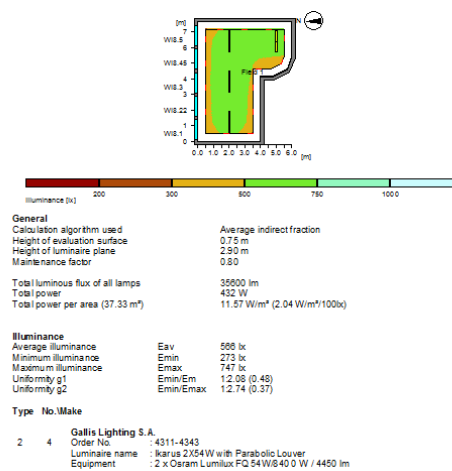 [m]
N
7
WI8.5
6
5
WI8.45
Field 1
4
WI8.3
3
WI8.22
2
1
WI8.1
0
0.0 1.0 2.0 3.0 4.0 5.0 6.0 [m]
200 300 500 750 1000
Illuminance [lx]
General
Calculation algorithm used Average indirect fraction
Height of evaluation surface 0.75 m
Height of luminaire plane 2.90 m
Maintenance factor 0.80
Total luminous flux of all lamps 35600 lm
Total power 432 W
Total power per area (37.33 m²) 11.57 W/m² (2.04 W/m²/100lx)
Illuminance
Average illuminance Eav 566 lx
Minimum illuminance Emin 273 lx
Maximum illuminance Emax 747 lx
Uniformity g1 Emin/Em 1:2.08 (0.48)
Uniformity g2 Emin/Emax 1:2.74 (0.37)
Type No.\Make
Gallis Lighting S.A.
2 4 Order No. : 4311-4343
Luminaire name : Ikarus 2X54W with Parabolic Louver
Equipment : 2 x Osram Lumilux FQ 54W/840 0 W / 4450 lm